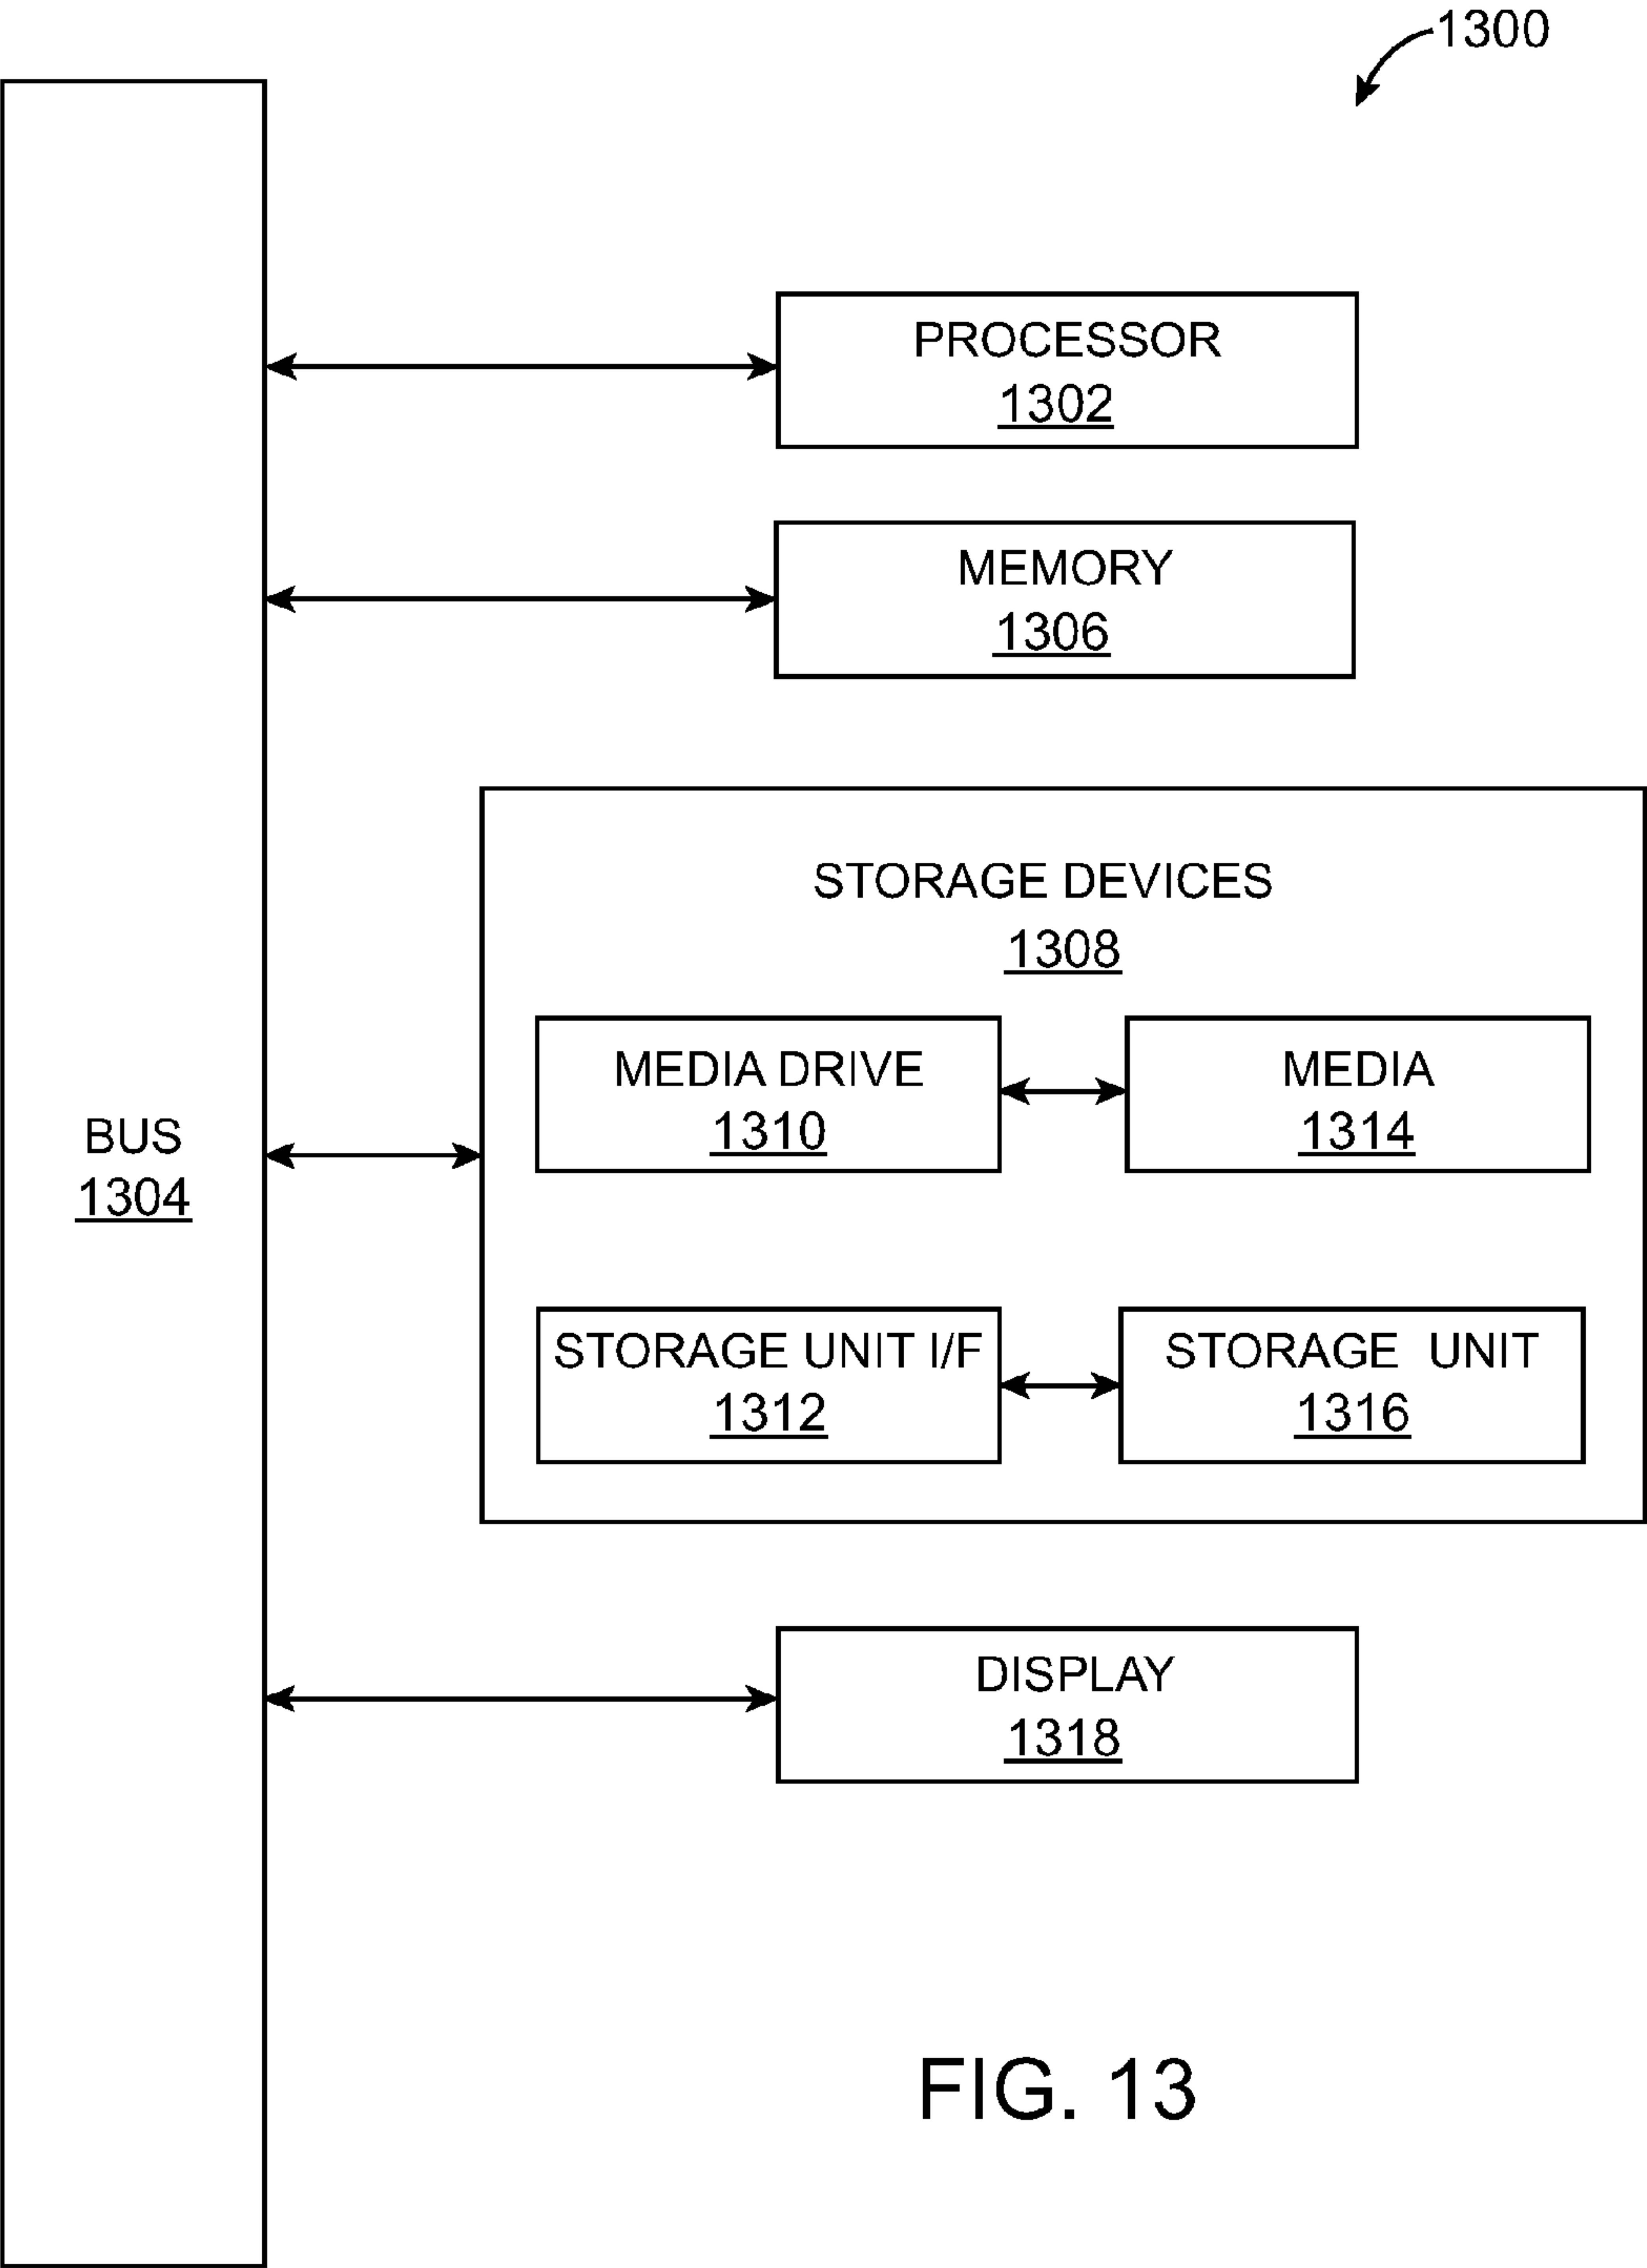 1300
PROCESSOR
1302
MEMORY
1306
STORAGE DEVICES
1308
MEDIA DRIVE
1310
MEDIA
1314
BUS
1304
STORAGE UNIT I/F
1312
STORAGE UNIT
1316
DISPLAY
1318
FIG. 13